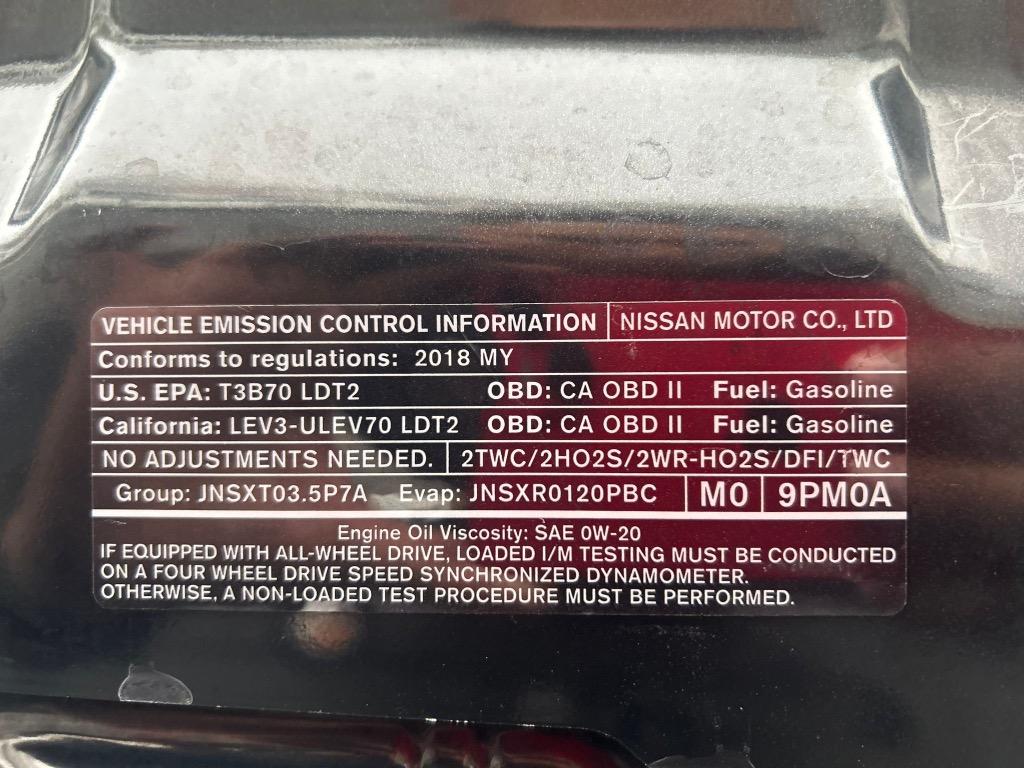 VEHICLE EMISSION CONTROL INFORMATION NISSAN MOTOR CO., LTD
Conforms to regulations: 2018 MY
U.S. EPA: T3B70 LDT2 OBD: CA OBD II Fuel: Gasoline
California: LEV3-ULEV70 LDT2 OBD: CA OBD II Fuel: Gasoline
NO ADJUSTMENTS NEEDED. 2TWC/2HO2S/2WR-HO2S/DFI/TWC
Group: JNSXT03.5P7A Evap: JNSXR0120PBC M0 9PM0A
Engine Oil Viscosity: SAE 0W-20
IF EQUIPPED WITH ALL-WHEEL DRIVE, LOADED I/M TESTING MUST BE CONDUCTED
ON A FOUR WHEEL DRIVE SPEED SYNCHRONIZED DYNAMOMETER.
OTHERWISE, A NON-LOADED TEST PROCEDURE MUST BE PERFORMED.